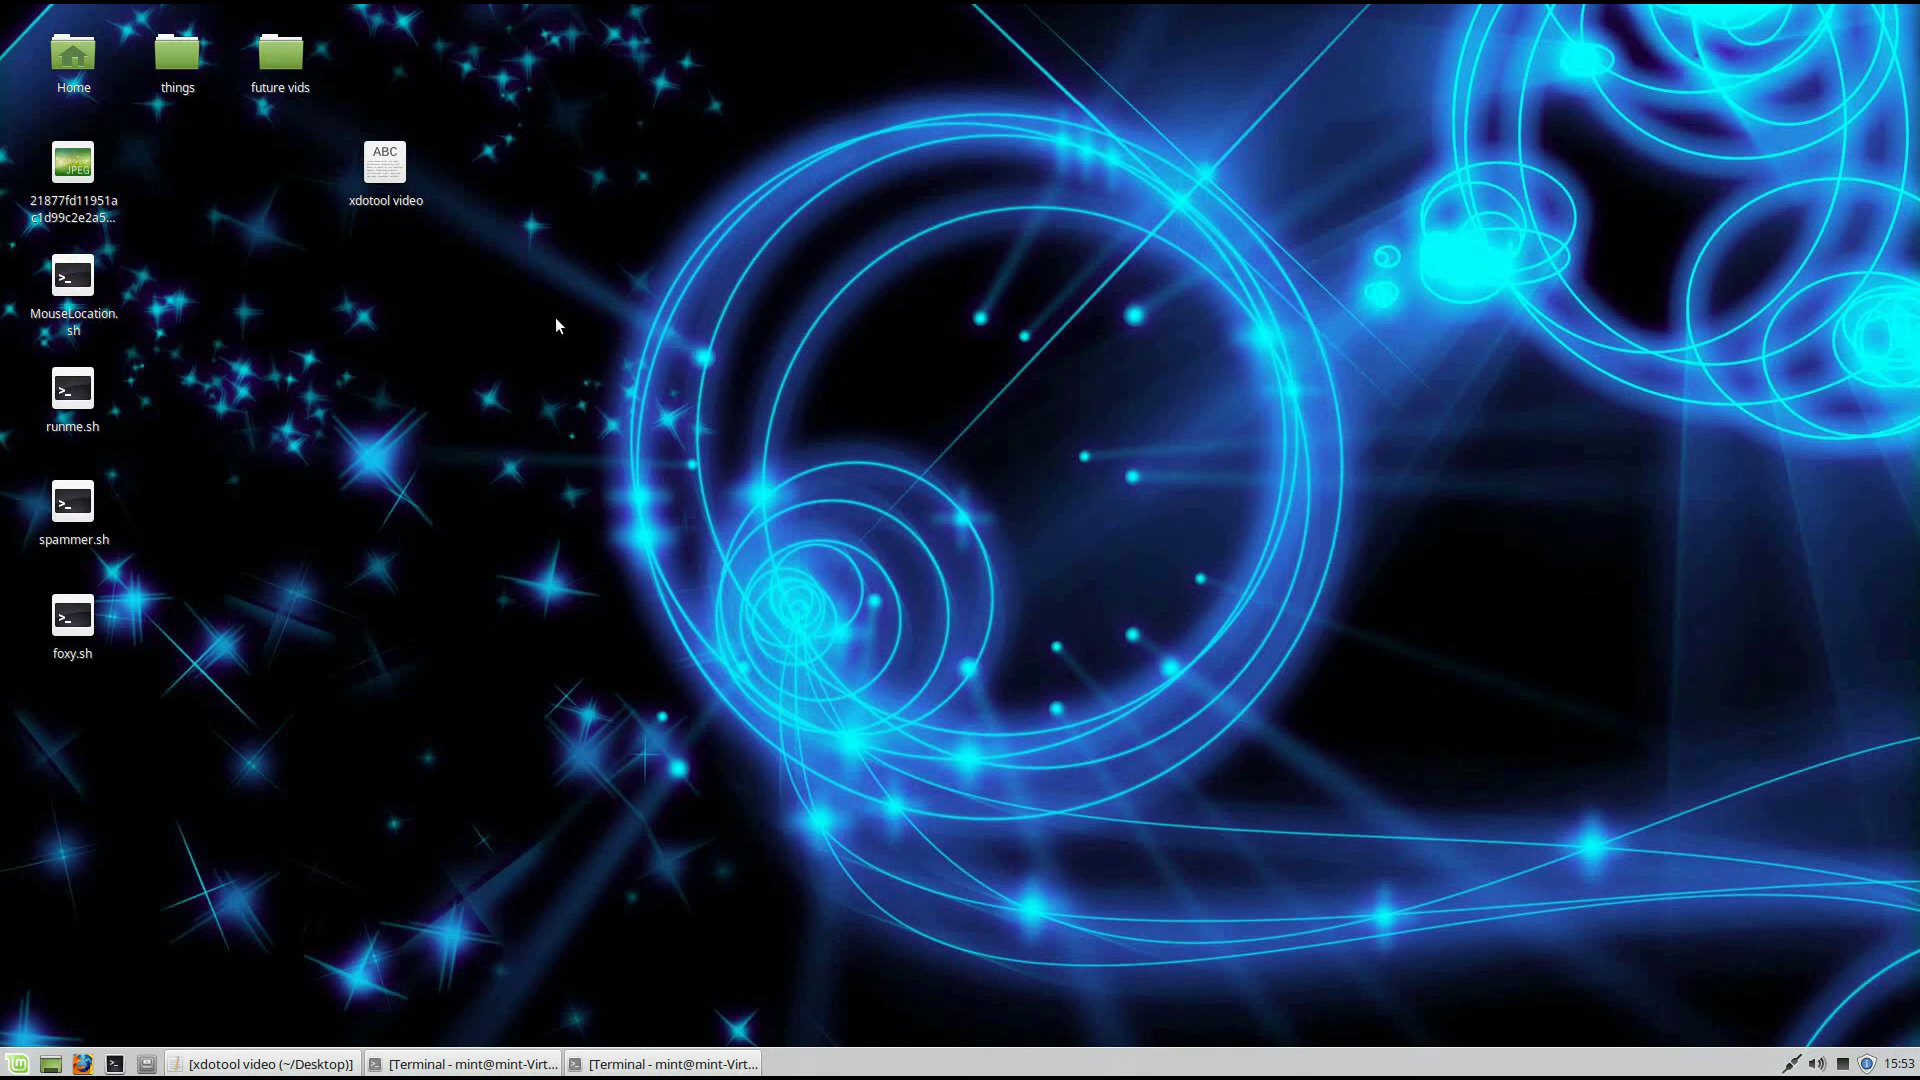 Home
things
future vids
JPEG
21877fd11951a
c1d99c2e2a5...
ABC
xdotool video
>_
MouseLocation.
sh
>_
runme.sh
>_
spammer.sh
>_
foxy.sh
[xdotool video (~/Desktop)]
[Terminal - mint@mint-Virt...
[Terminal - mint@mint-Virt...
15:53